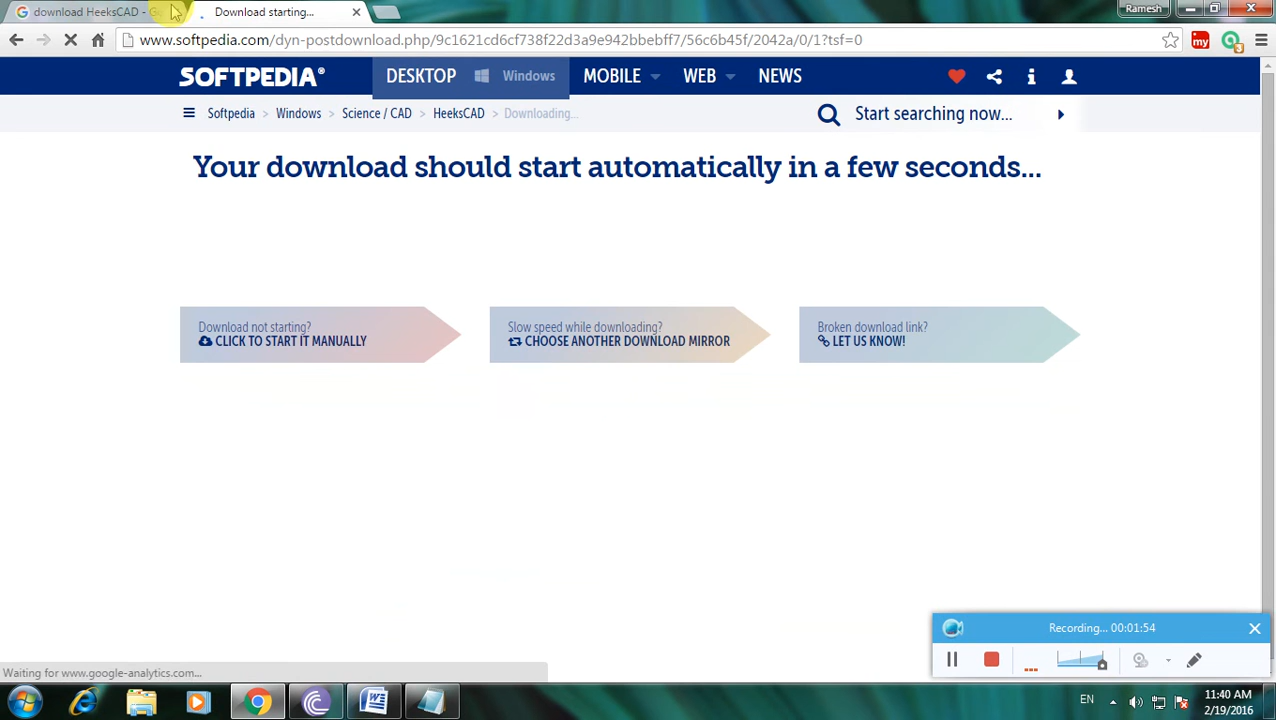 download HeeksCAD - G
Download starting...
Ramesh
www.softpedia.com/dyn-postdownload.php/9c1621cd6cf733f22d3a9e942bbebff7/56c6b45f/2042a/0/1?tsf=0
my
3
SOFTPEDIA®
DESKTOP
Windows
MOBILE
WEB
NEWS
Softpedia > Windows > Science / CAD > HeeksCAD > Downloading...
Start searching now...
Your download should start automatically in a few seconds...
Download not starting?
CLICK TO START IT MANUALLY
Slow speed while downloading?
CHOOSE ANOTHER DOWNLOAD MIRROR
Broken download link?
LET US KNOW!
Recording... 00:01:54
Waiting for www.google-analytics.com...
EN
11:40 AM
2/19/2016